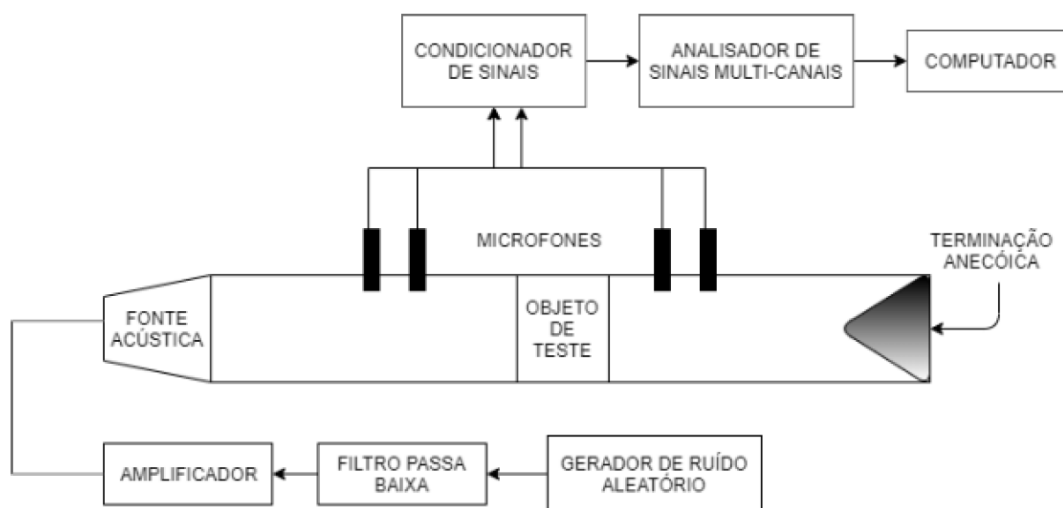 CONDICIONADOR
DE SINAIS
ANALISADOR DE
SINAIS MULTI-CANAIS
COMPUTADOR
MICROFONES
TERMINAÇÃO
ANECÓICA
FONTE
ACÚSTICA
OBJETO
DE
TESTE
AMPLIFICADOR
FILTRO PASSA
BAIXA
GERADOR DE RUÍDO
ALEATÓRIO